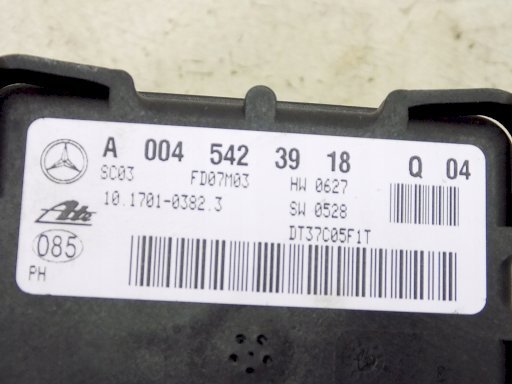 A 004 542 39 18 Q 04
SC03 FD07M03 HW 0627
10.1701-0382.3 SW 0528
Ate DT37C05F1T
085
PH